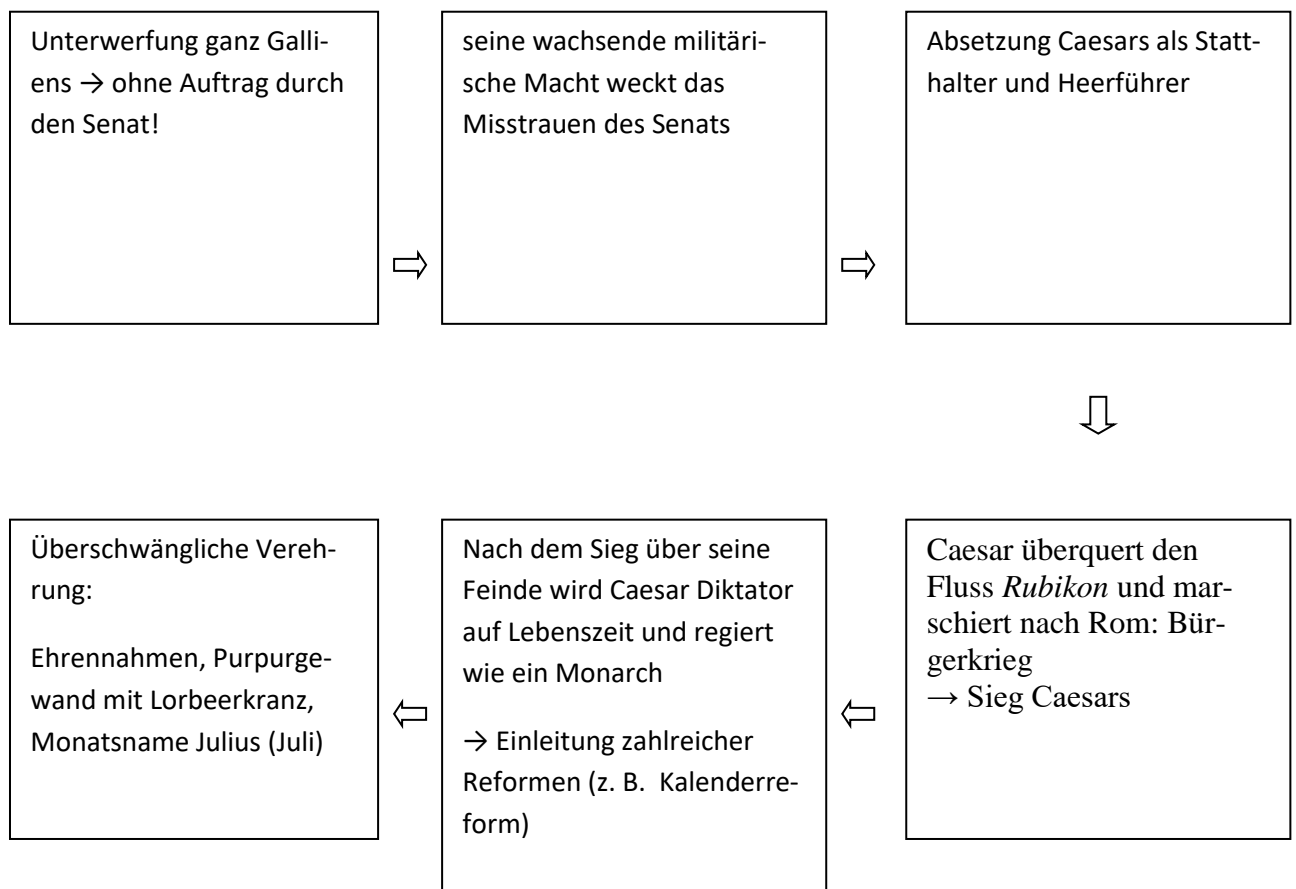 Unterwerfung ganz Galli-
ens → ohne Auftrag durch
den Senat!
seine wachsende militäri-
sche Macht weckt das
Misstrauen des Senats
Absetzung Caesars als Statt-
halter und Heerführer
Caesar überquert den
Fluss Rubikon und mar-
schiert nach Rom: Bür-
gerkrieg
→ Sieg Caesars
Nach dem Sieg über seine
Feinde wird Caesar Diktator
auf Lebenszeit und regiert
wie ein Monarch
→ Einleitung zahlreicher
Reformen (z. B.  Kalenderre-
form)
Überschwängliche Vereh-
rung:
Ehrennahmen, Purpurge-
wand mit Lorbeerkranz,
Monatsname Julius (Juli)